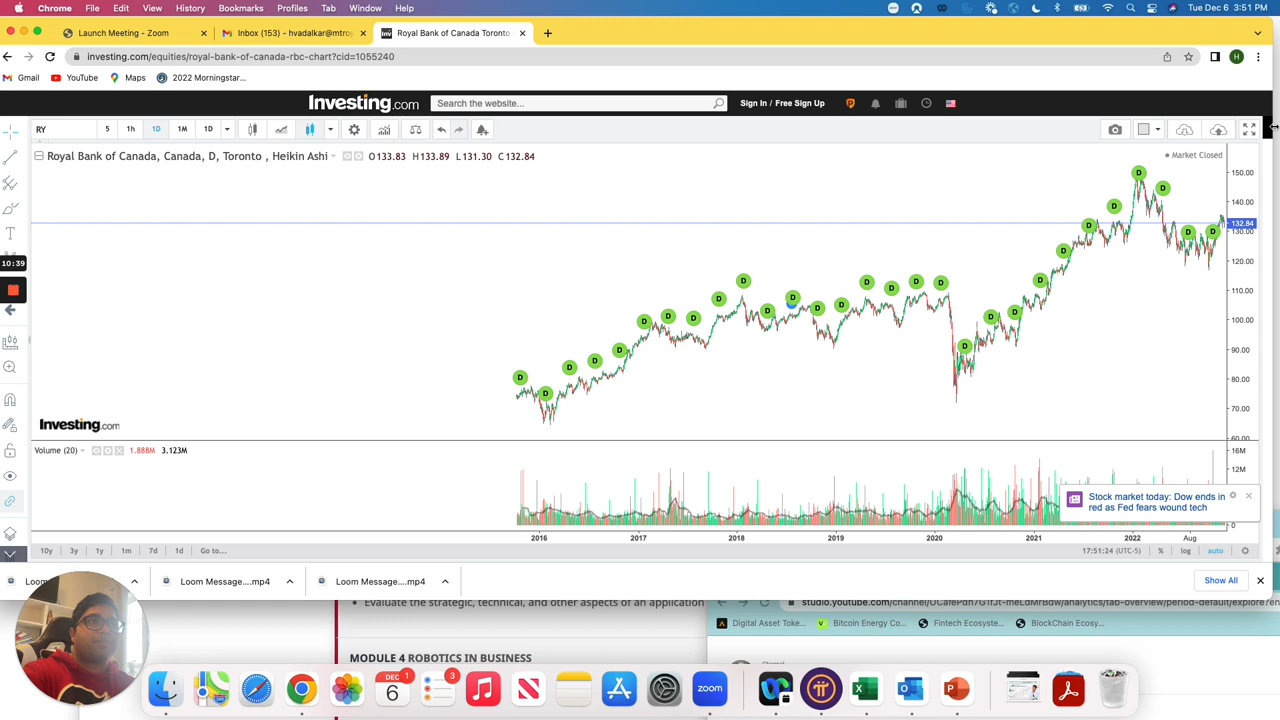 Chrome File Edit View History Bookmarks Profiles Tab Window Help Tue Dec 6 3:51 PM
Launch Meeting - Zoom Inbox (153) - hvadalkar@mtroy Royal Bank of Canada Toronto
investing.com/equities/royal-bank-of-canada-rbc-chart?cid=1055240 H
Gmail YouTube Maps 2022 Morningstar...
Investing.com Search the website... Sign In / Free Sign Up
RY 5 1h 1D 1M 1D
Royal Bank of Canada, Canada, D, Toronto , Heikin Ashi O133.83 H133.89 L131.30 C132.84 Market Closed
150.00
140.00
132.84
130.00
120.00
110.00
100.00
90.00
80.00
70.00
60.00
D D D D D D D D D D D D D D D D D D D D D D D D D D D D D
10:39
Investing.com
Volume (20) 1.888M 3.123M 16M
12M
Stock market today: Dow ends in
red as Fed fears wound tech
0
2016 2017 2018 2019 2020 2021 2022 Aug
10y 3y 1y 1m 7d 1d Go to... 17:51:24 (UTC-5) % log auto
Loom Message....mp4 Loom Message....mp4 Show All
Evaluate the strategic, technical, and other aspects of an application
Digital Asset Toke... Bitcoin Energy Co... Fintech Ecosyste... BlockChain Ecosy...
MODULE 4 ROBOTICS IN BUSINESS
Channel
DEC 1
6 3
zoom